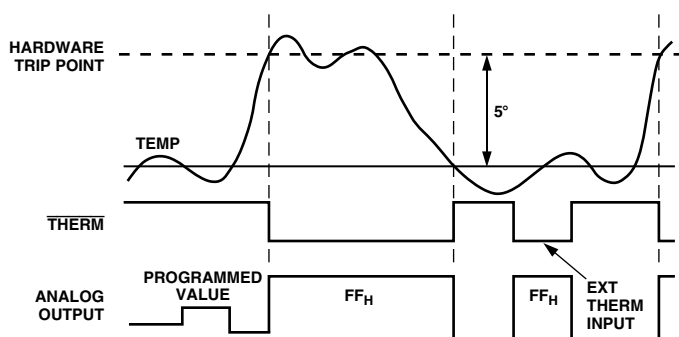 HARDWARE
TRIP POINT
5°
TEMP
THERM
PROGRAMMED
VALUE
ANALOG
OUTPUT
FFH
FFH
EXT
THERM
INPUT